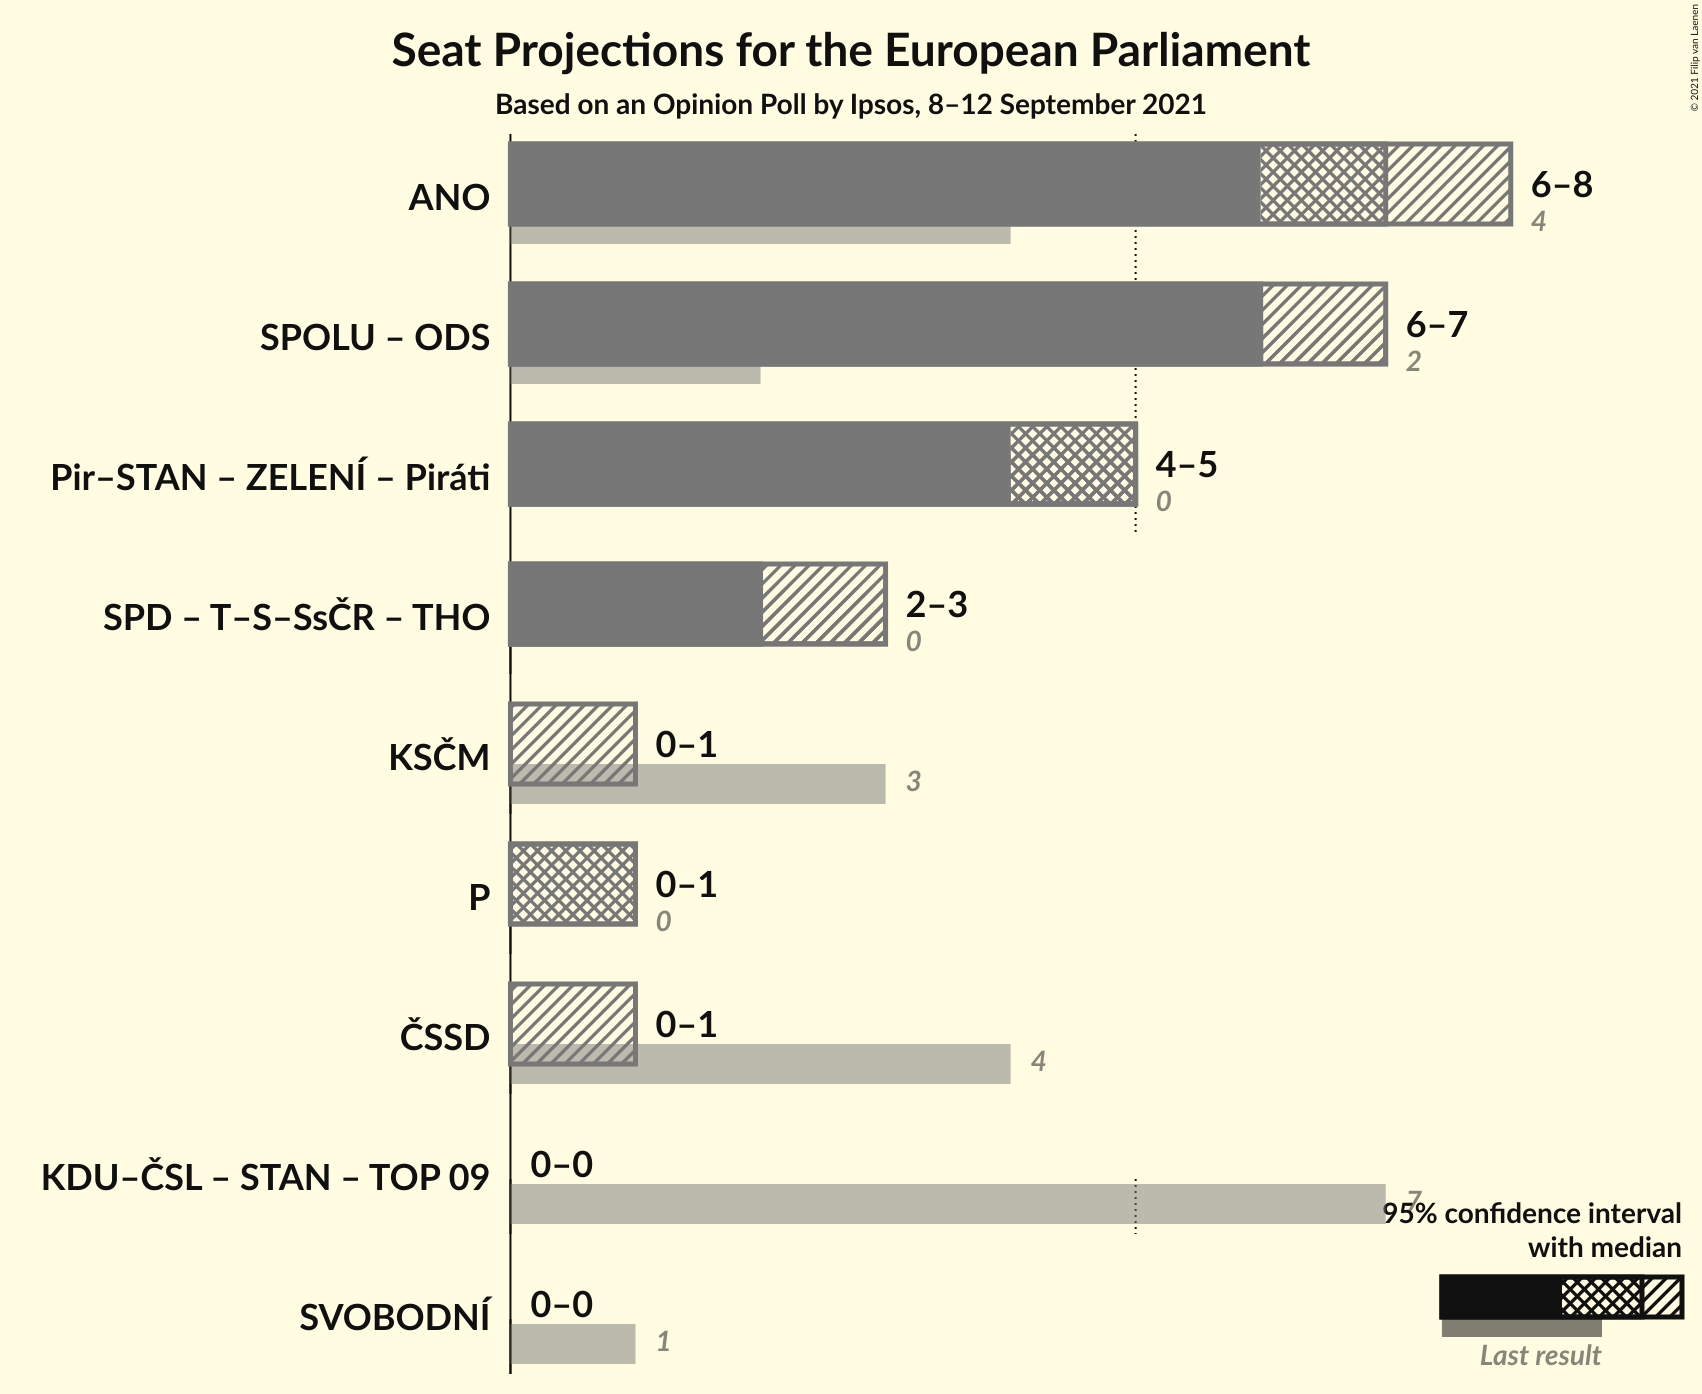 Seat Projections for the European Parliament
Based on an Opinion Poll by Ipsos, 8–12 September 2021
© 2021 Filip van Laenen
ANO
6–8
4
SPOLU – ODS
6–7
2
Pir–STAN – ZELENÍ – Piráti
4–5
0
SPD – T–S–SsČR – THO
2–3
0
KSČM
0–1
3
P
0–1
0
ČSSD
0–1
4
KDU–ČSL – STAN – TOP 09
0–0
7
SVOBODNÍ
0–0
1
95% confidence interval
with median
Last result